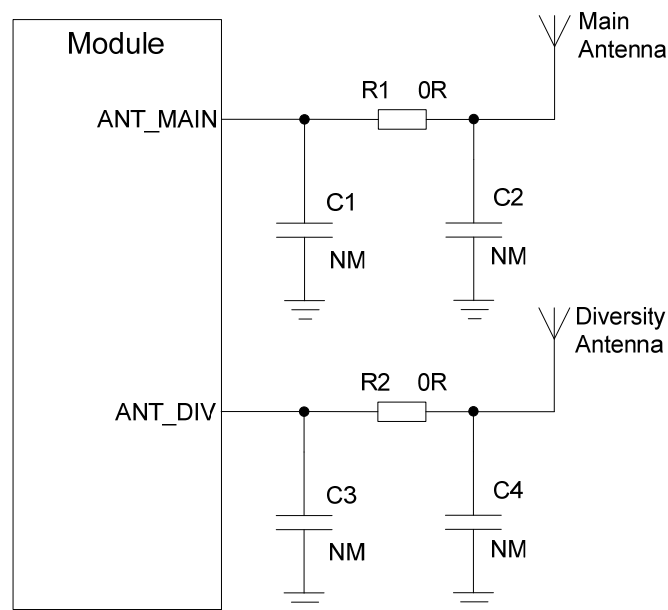 Module
Main
Antenna
R1 0R
ANT_MAIN
C1
C2
NM
NM
Diversity
Antenna
R2 0R
ANT_DIV
C3
C4
NM
NM